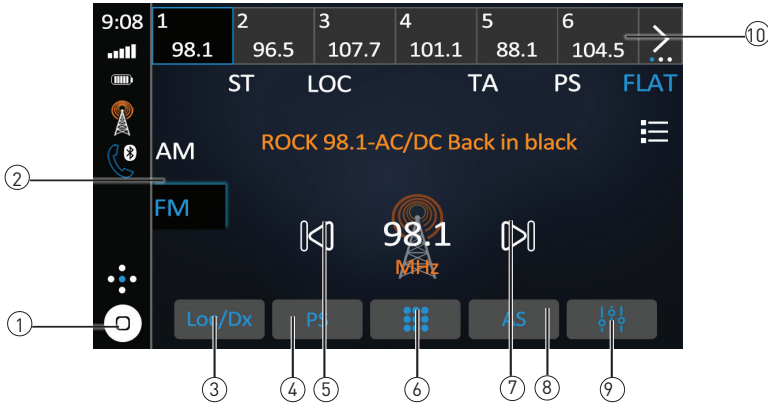 9:08
1 2 3 4 5 6
98.1 96.5 107.7 101.1 88.1 104.5
10
ST LOC TA PS FLAT
ROCK 98.1-AC/DC Back in black
AM
2
FM
98.1
MHz
1
Loc/Dx PS AS
3 4 5 6 7 8 9